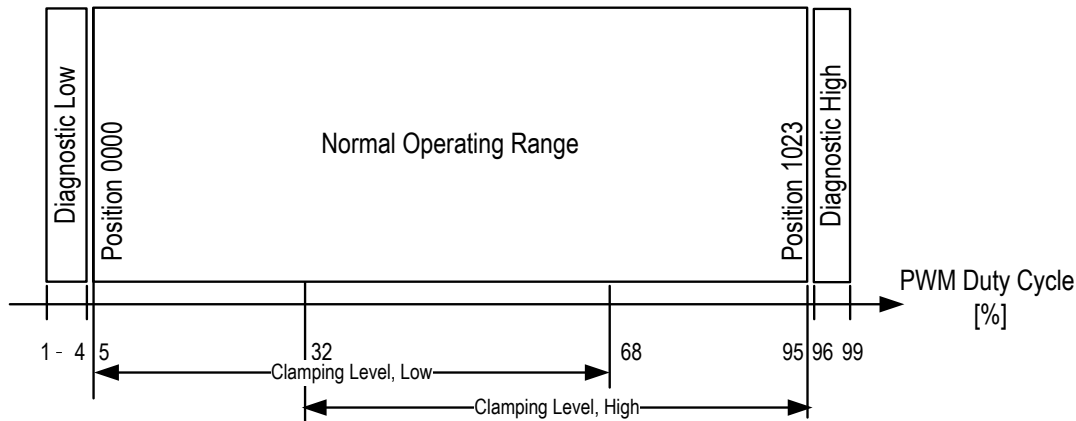 Diagnostic Low
Position 0000
Normal Operating Range
Position 1023
Diagnostic High
PWM Duty Cycle
[%]
1 - 4 5 32 68 95 96 99
Clamping Level, Low
Clamping Level, High